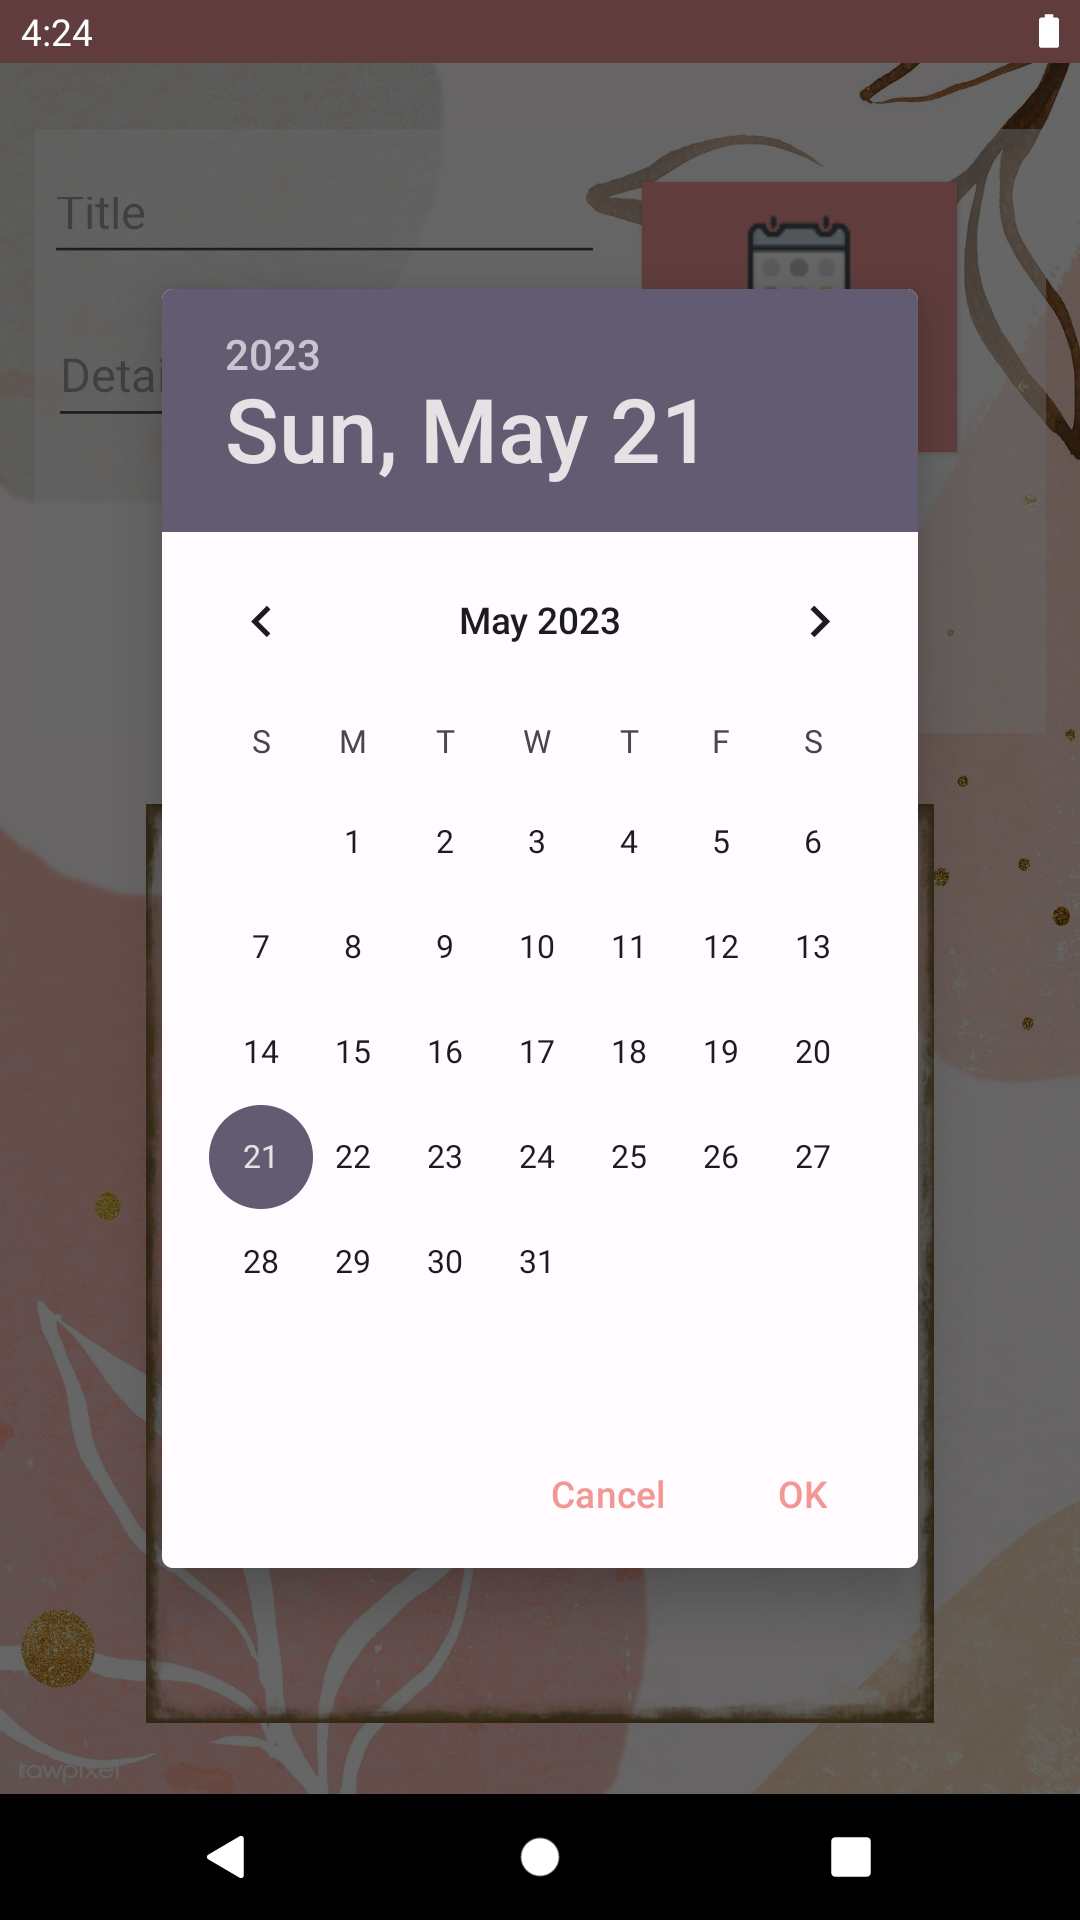 4:24
Title
Detai
2023
Sun, May 21
May 2023
S M T W T F S
1 2 3 4 5 6
7 8 9 10 11 12 13
14 15 16 17 18 19 20
21 22 23 24 25 26 27
28 29 30 31
Cancel OK
rawpixel